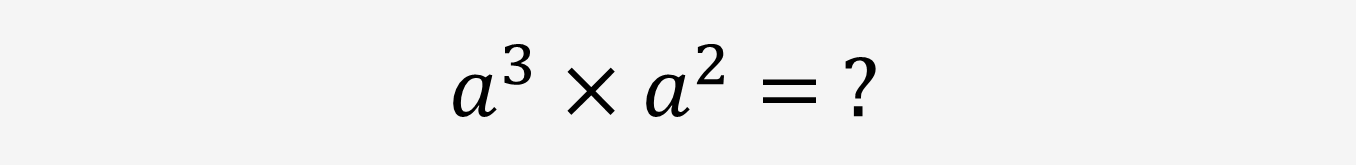 a³ × a² = ?